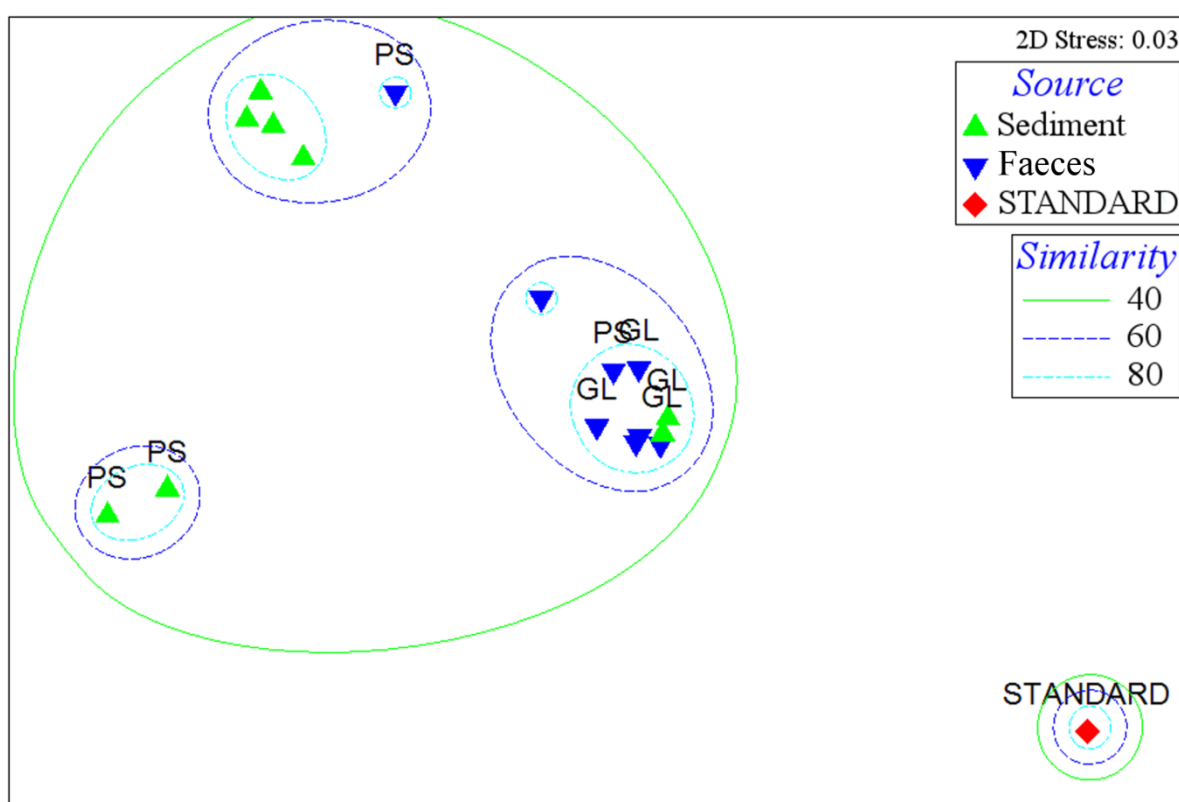 2D Stress: 0.03
PS
Source
Sediment
Faeces
STANDARD
Similarity
40
60
80
PS GL
GL GL
GL
PS
PS
STANDARD